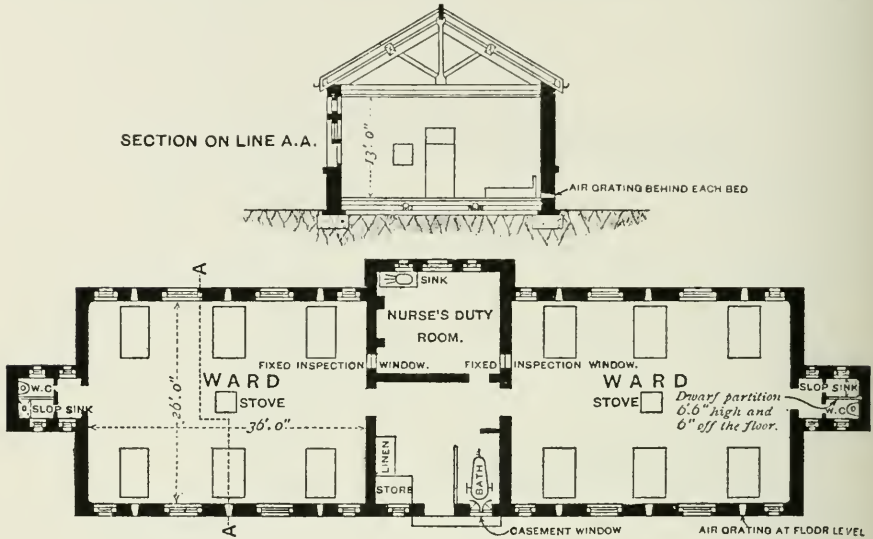 SECTION ON LINE A.A.
13'. 0"
AIR GRATING BEHIND EACH BED
A
SINK
NURSE'S DUTY
ROOM.
FIXED INSPECTION WINDOW.
FIXED INSPECTION WINDOW.
WARD
STOVE
26'. 0"
36'. 0"
W.C
SLOP SINK
WARD
STOVE
Dwarf partition
6'.6" high and
6" off the floor.
SLOP SINK
W.C
LINEN
STORE
BATH
A
CASEMENT WINDOW
AIR GRATING AT FLOOR LEVEL